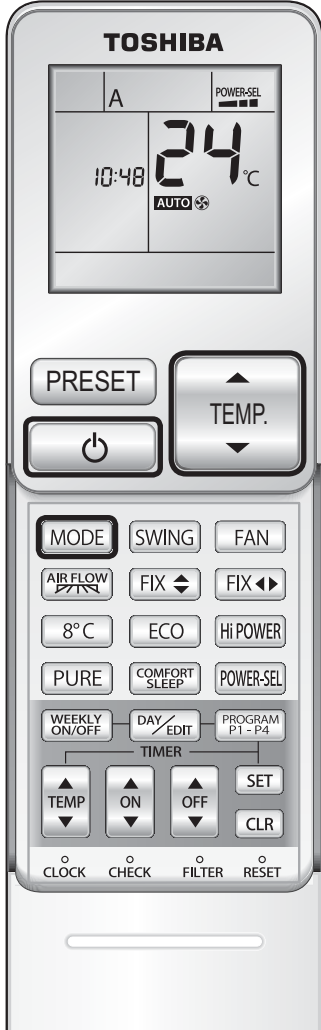 TOSHIBA
A POWER-SEL
10:48 24 °C
AUTO
PRESET
TEMP.
MODE SWING FAN
AIR FLOW FIX FIX
8°C ECO Hi POWER
PURE COMFORT SLEEP POWER-SEL
WEEKLY ON/OFF DAY/EDIT PROGRAM P1 - P4
TIMER
TEMP ON OFF SET
CLR
CLOCK CHECK FILTER RESET